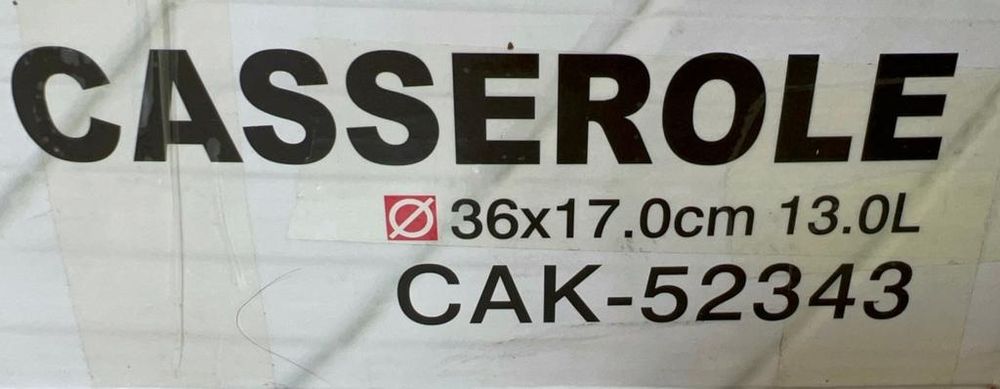 CASSEROLE
Ø 36x17.0cm 13.0L
CAK-52343